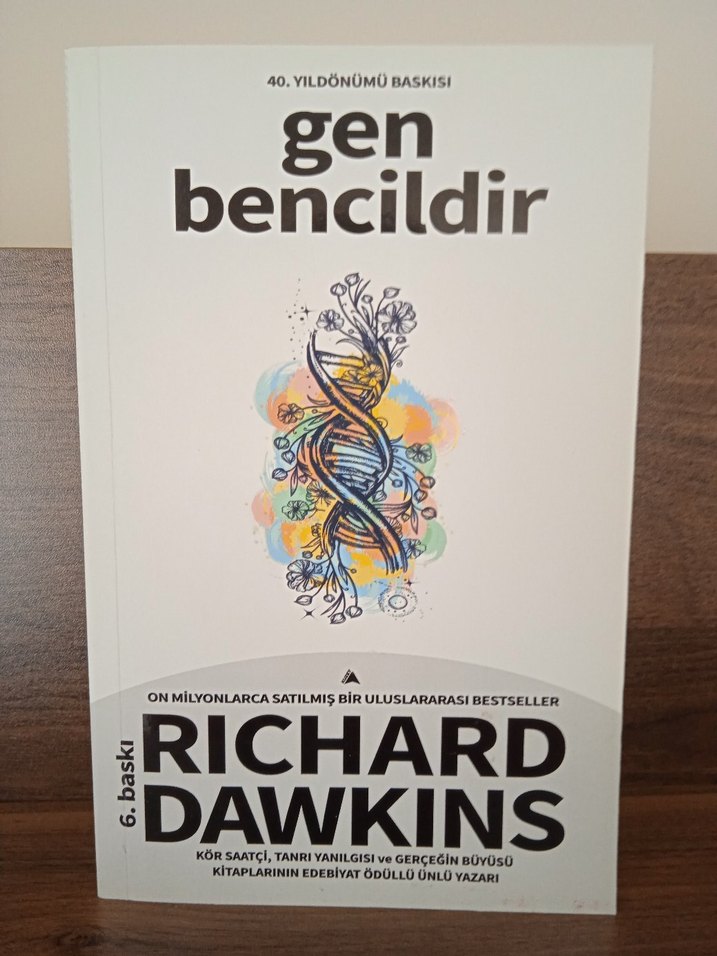 40. YILDÖNÜMÜ BASKISI
gen
bencildir
ON MİLYONLARCA SATILMIŞ BİR ULUSLARARASI BESTSELLER
6. baskı
RICHARD
DAWKINS
KÖR SAATÇİ, TANRI YANILGISI ve GERÇEĞİN BÜYÜSÜ
KİTAPLARININ EDEBİYAT ÖDÜLLÜ ÜNLÜ YAZARI